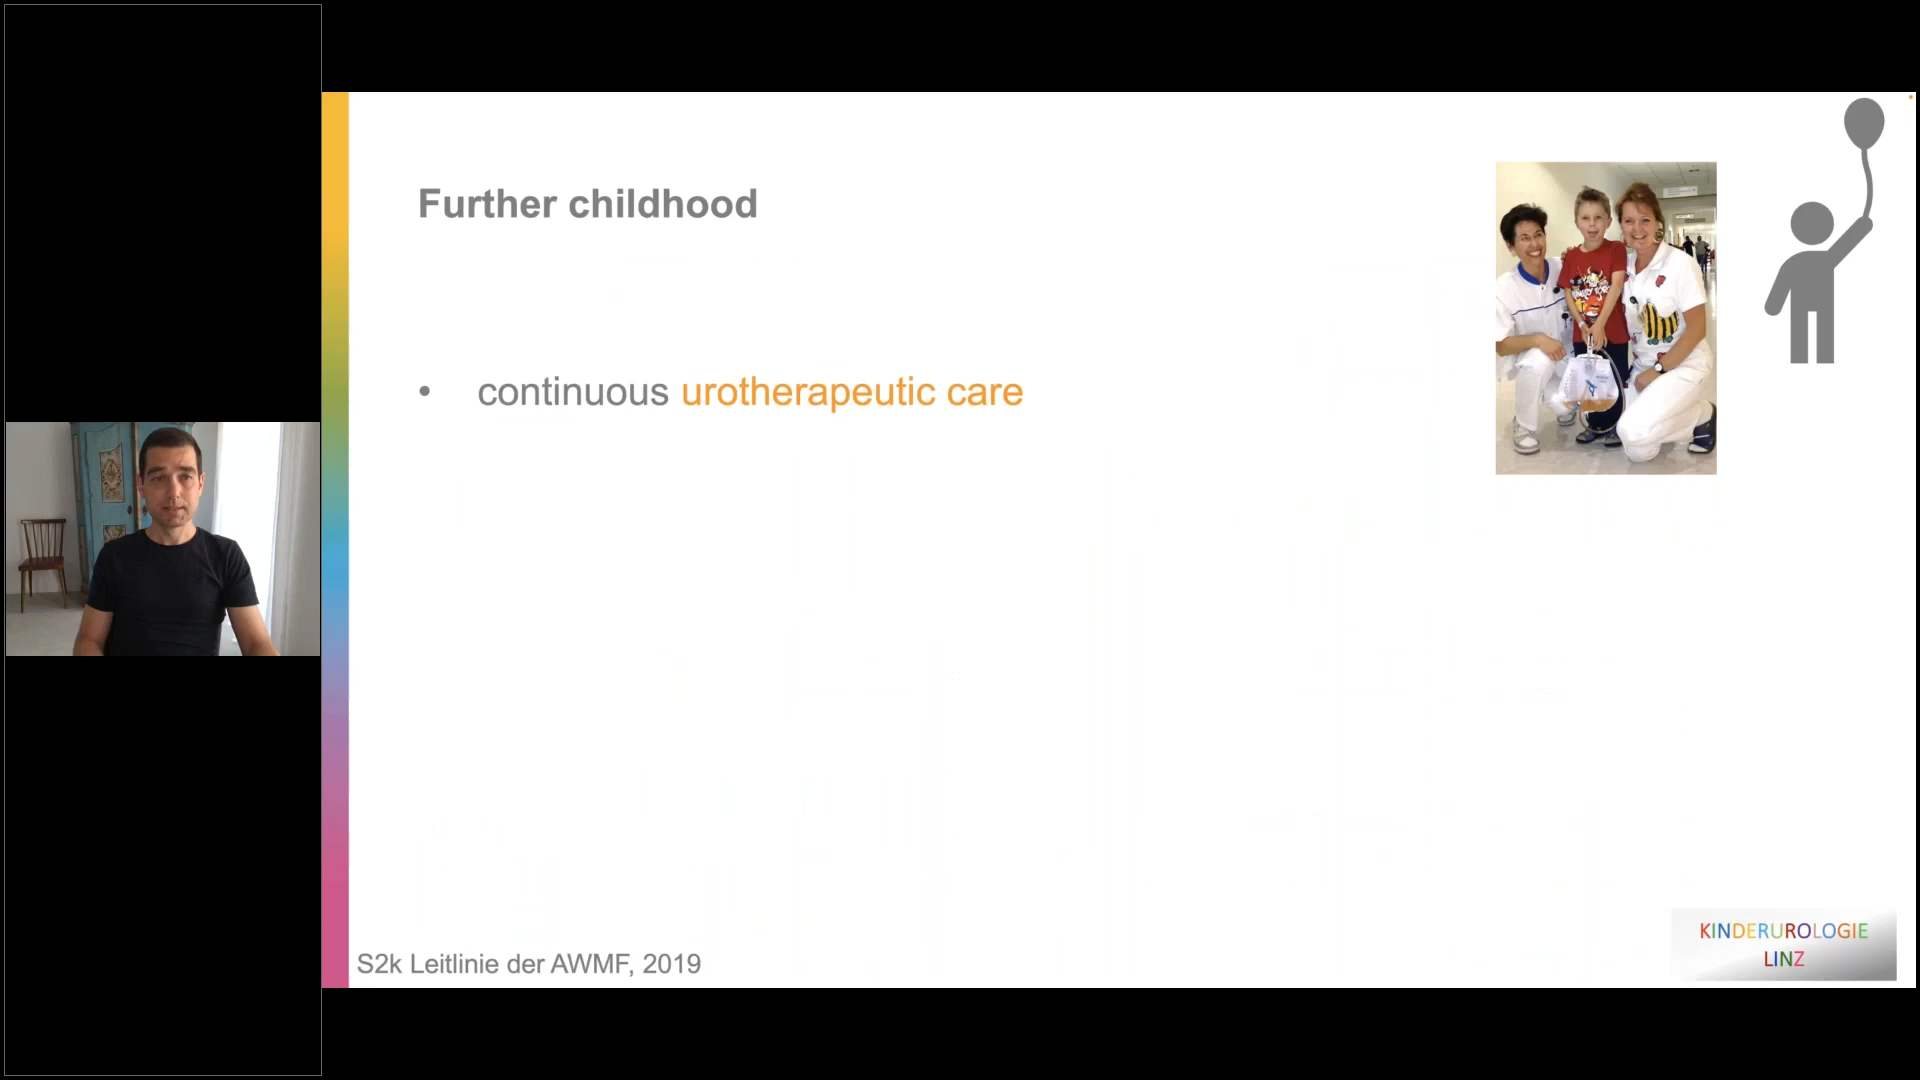 Further childhood
• continuous urotherapeutic care
S2k Leitlinie der AWMF, 2019
KINDERUROLOGIE
LINZ